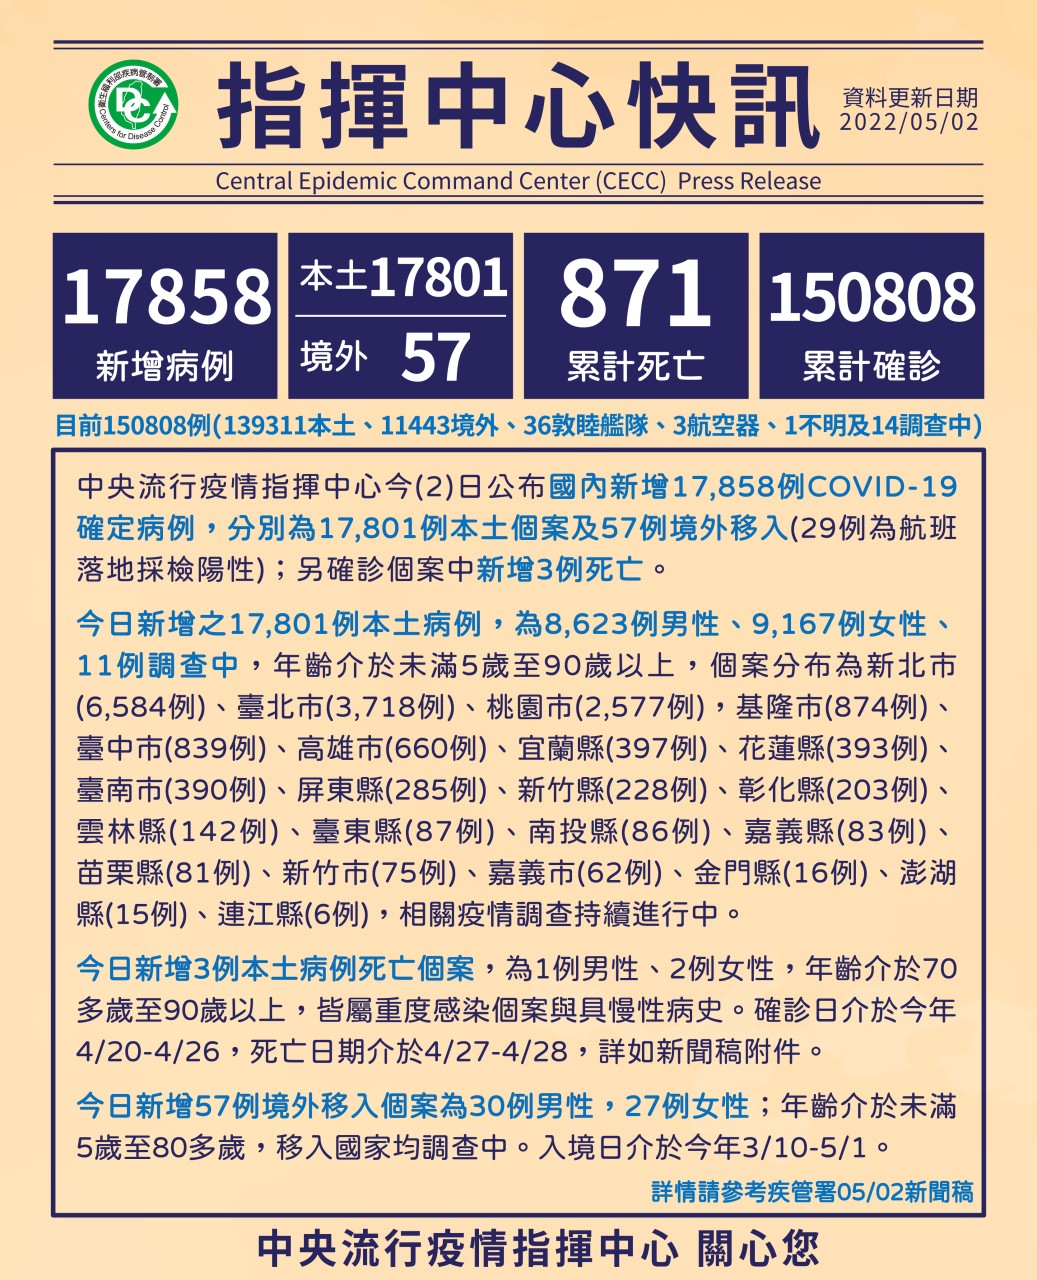 衛生福利部疾病管制署
CDC
Centers for Disease Control
指揮中心快訊
資料更新日期
2022/05/02
Central Epidemic Command Center (CECC) Press Release
17858
新增病例
本土17801
境外 57
871
累計死亡
150808
累計確診
目前150808例(139311本土、11443境外、36敦睦艦隊、3航空器、1不明及14調查中)
中央流行疫情指揮中心今(2)日公布國內新增17,858例COVID-19
確定病例，分別為17,801例本土個案及57例境外移入(29例為航班
落地採檢陽性)；另確診個案中新增3例死亡。
今日新增之17,801例本土病例，為8,623例男性、9,167例女性、
11例調查中，年齡介於未滿5歲至90歲以上，個案分布為新北市
(6,584例)、臺北市(3,718例)、桃園市(2,577例)，基隆市(874例)、
臺中市(839例)、高雄市(660例)、宜蘭縣(397例)、花蓮縣(393例)、
臺南市(390例)、屏東縣(285例)、新竹縣(228例)、彰化縣(203例)、
雲林縣(142例)、臺東縣(87例)、南投縣(86例)、嘉義縣(83例)、
苗栗縣(81例)、新竹市(75例)、嘉義市(62例)、金門縣(16例)、澎湖
縣(15例)、連江縣(6例)，相關疫情調查持續進行中。
今日新增3例本土病例死亡個案，為1例男性、2例女性，年齡介於70
多歲至90歲以上，皆屬重度感染個案與具慢性病史。確診日介於今年
4/20-4/26，死亡日期介於4/27-4/28，詳如新聞稿附件。
今日新增57例境外移入個案為30例男性，27例女性；年齡介於未滿
5歲至80多歲，移入國家均調查中。入境日介於今年3/10-5/1。
詳情請參考疾管署05/02新聞稿
中央流行疫情指揮中心 關心您